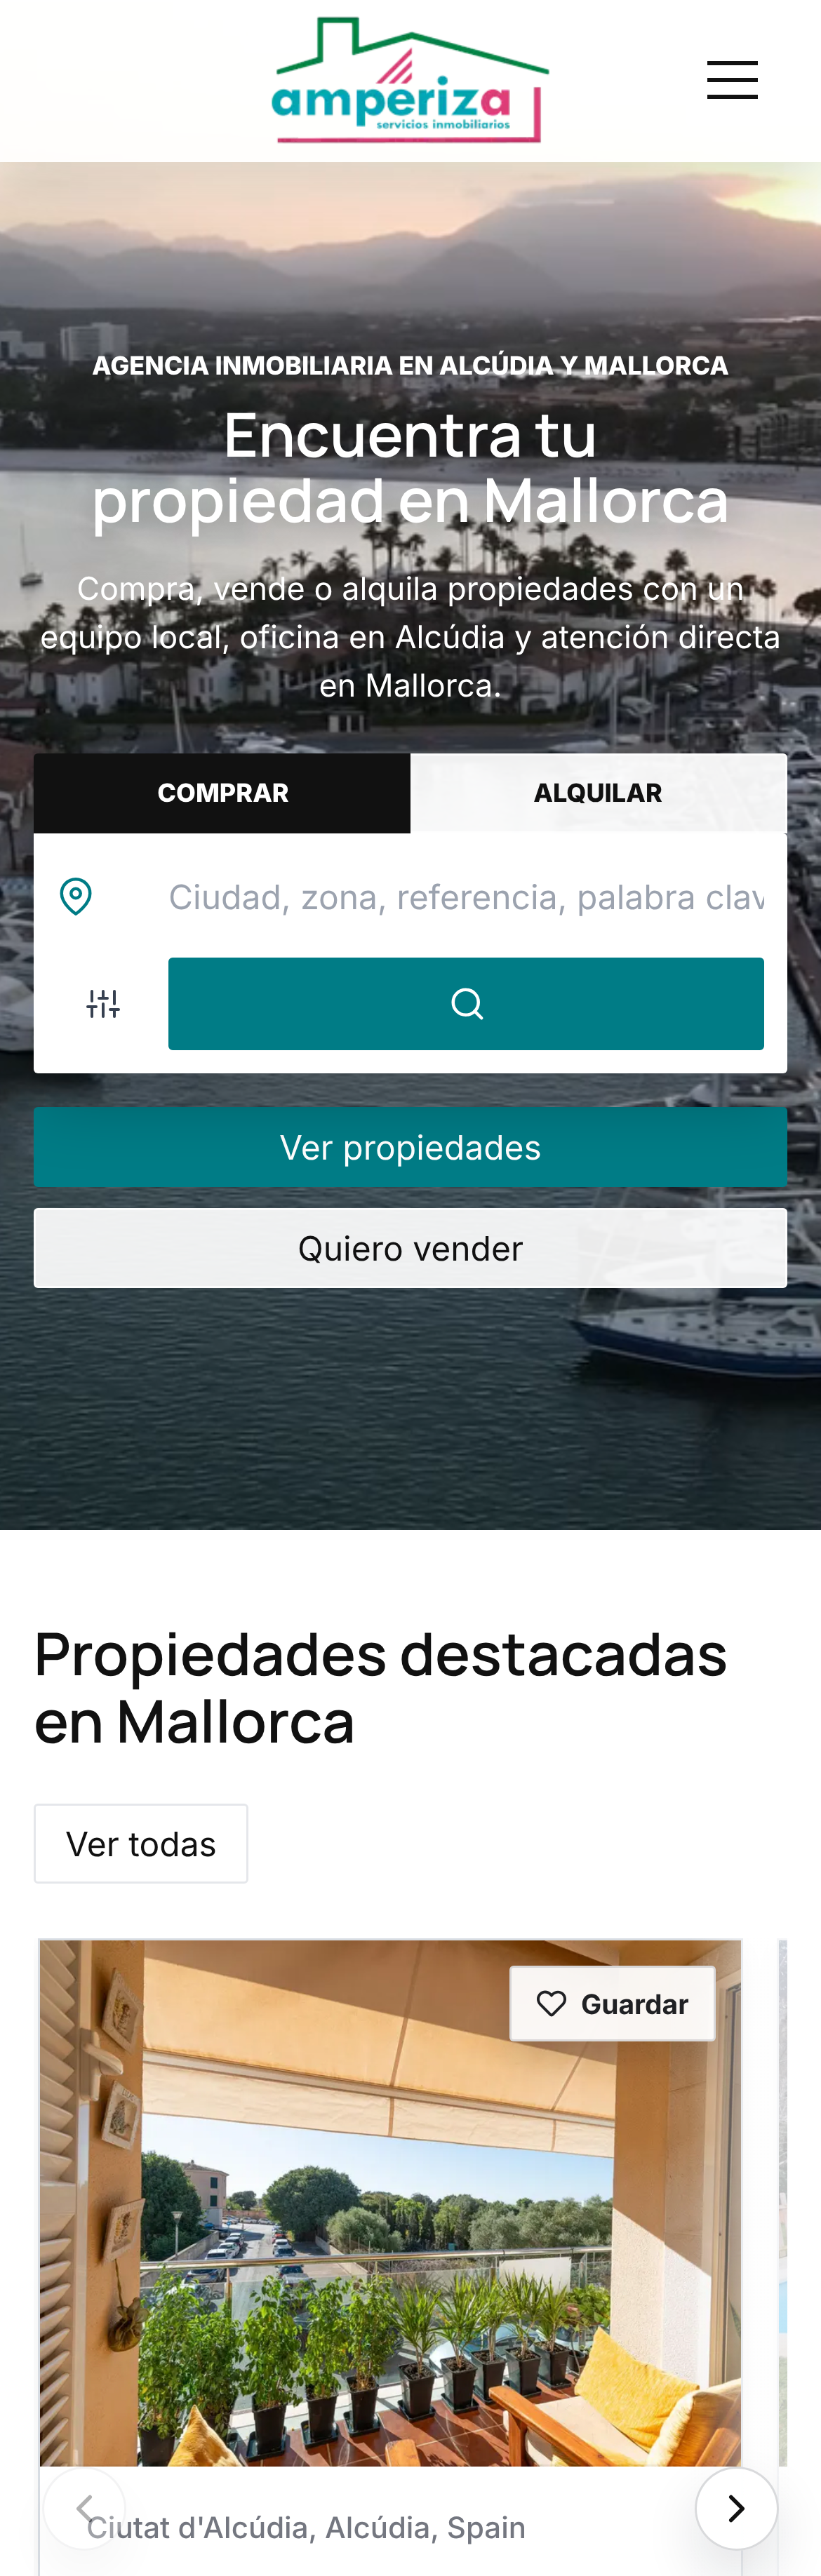 amperiza
servicios inmobiliarios
AGENCIA INMOBILIARIA EN ALCÚDIA Y MALLORCA
Encuentra tu
propiedad en Mallorca
Compra, vende o alquila propiedades con un
equipo local, oficina en Alcúdia y atención directa
en Mallorca.
COMPRAR
ALQUILAR
Ciudad, zona, referencia, palabra clav
Ver propiedades
Quiero vender
Propiedades destacadas
en Mallorca
Ver todas
Guardar
Ciutat d'Alcúdia, Alcúdia, Spain